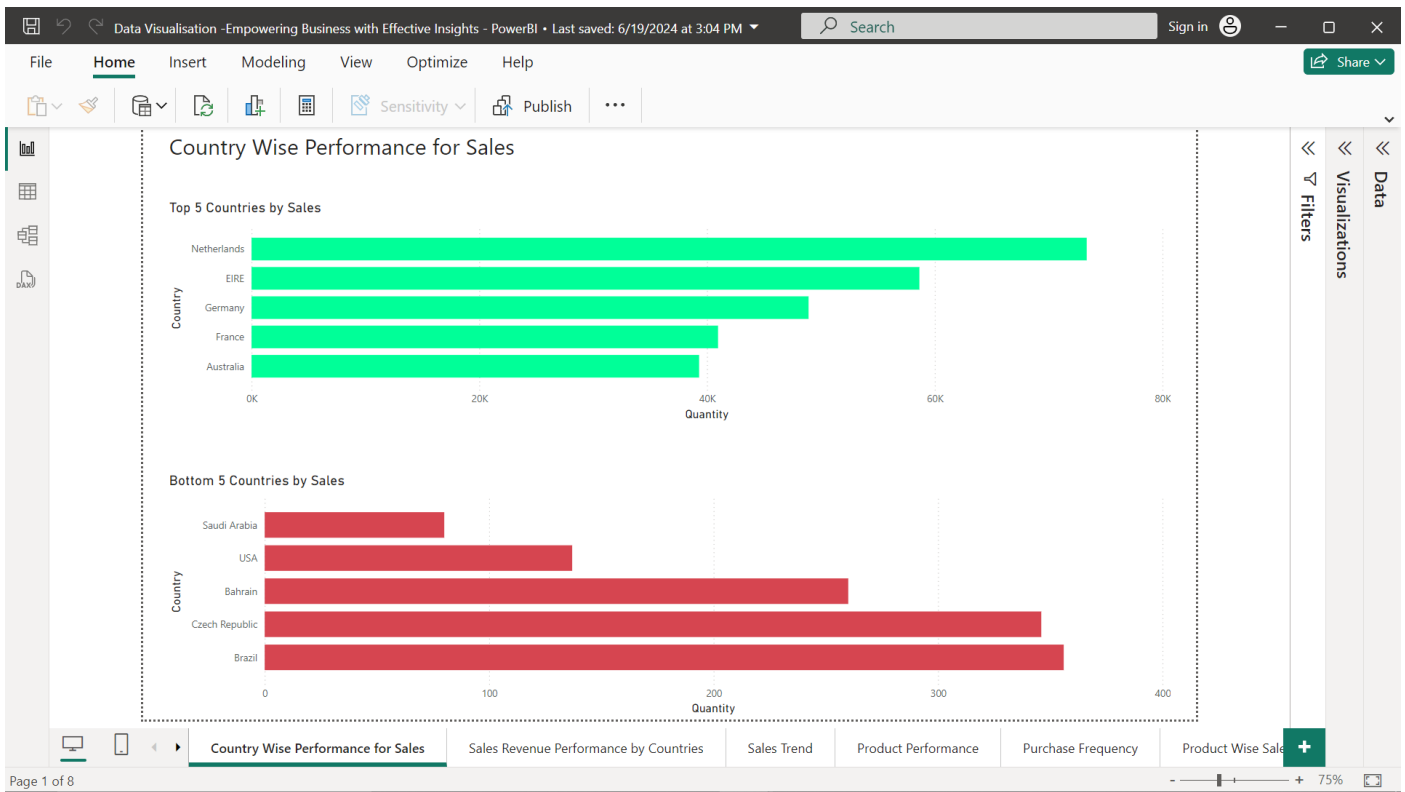 Data Visualisation -Empowering Business with Effective Insights - PowerBI • Last saved: 6/19/2024 at 3:04 PM
Search
Sign in
File Home Insert Modeling View Optimize Help
Share
Sensitivity
Publish
Country Wise Performance for Sales
Top 5 Countries by Sales
Country
Netherlands
EIRE
Germany
France
Australia
0K 20K 40K 60K 80K
Quantity
Bottom 5 Countries by Sales
Country
Saudi Arabia
USA
Bahrain
Czech Republic
Brazil
0 100 200 300 400
Quantity
Filters
Visualizations
Data
DAX
Country Wise Performance for Sales Sales Revenue Performance by Countries Sales Trend Product Performance Purchase Frequency Product Wise Sale
Page 1 of 8
- + 75%